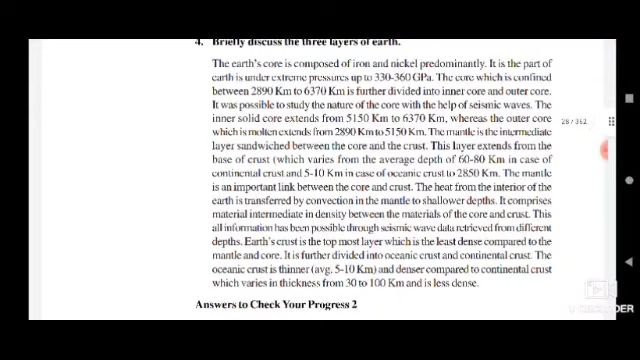 4. Briefly discuss the three layers of earth.
The earth's core is composed of iron and nickel predominantly. It is the part of
earth is under extreme pressures up to 330-360 GPa. The core which is confined
between 2890 Km to 6370 Km is further divided into inner core and outer core.
It was possible to study the nature of the core with the help of seismic waves. The
inner solid core extends from 5150 Km to 6370 Km, whereas the outer core
which is molten extends from 2890 Km to 5150 Km. The mantle is the intermediate
layer sandwiched between the core and the crust. This layer extends from the
base of crust (which varies from the average depth of 60-80 Km in case of
continental crust and 5-10 Km in case of oceanic crust to 2850 Km. The mantle
is an important link between the core and crust. The heat from the interior of the
earth is transferred by convection in the mantle to shallower depths. It comprises
material intermediate in density between the materials of the core and crust. This
all information has been possible through seismic wave data retrieved from different
depths. Earth's crust is the top most layer which is the least dense compared to the
mantle and core. It is further divided into oceanic crust and continental crust. The
oceanic crust is thinner (avg. 5-10 Km) and denser compared to continental crust
which varies in thickness from 30 to 100 Km and is less dense.
Answers to Check Your Progress 2
28 / 362